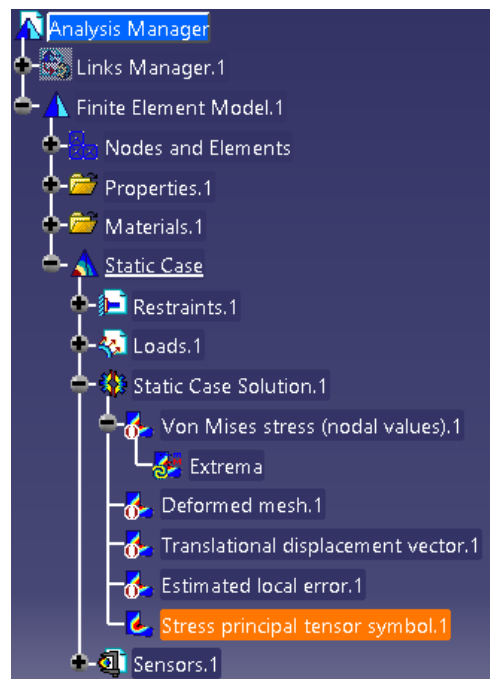 Analysis Manager
Links Manager.1
Finite Element Model.1
Nodes and Elements
Properties.1
Materials.1
Static Case
Restraints.1
Loads.1
Static Case Solution.1
Von Mises stress (nodal values).1
Extrema
Deformed mesh.1
Translational displacement vector.1
Estimated local error.1
Stress principal tensor symbol.1
Sensors.1